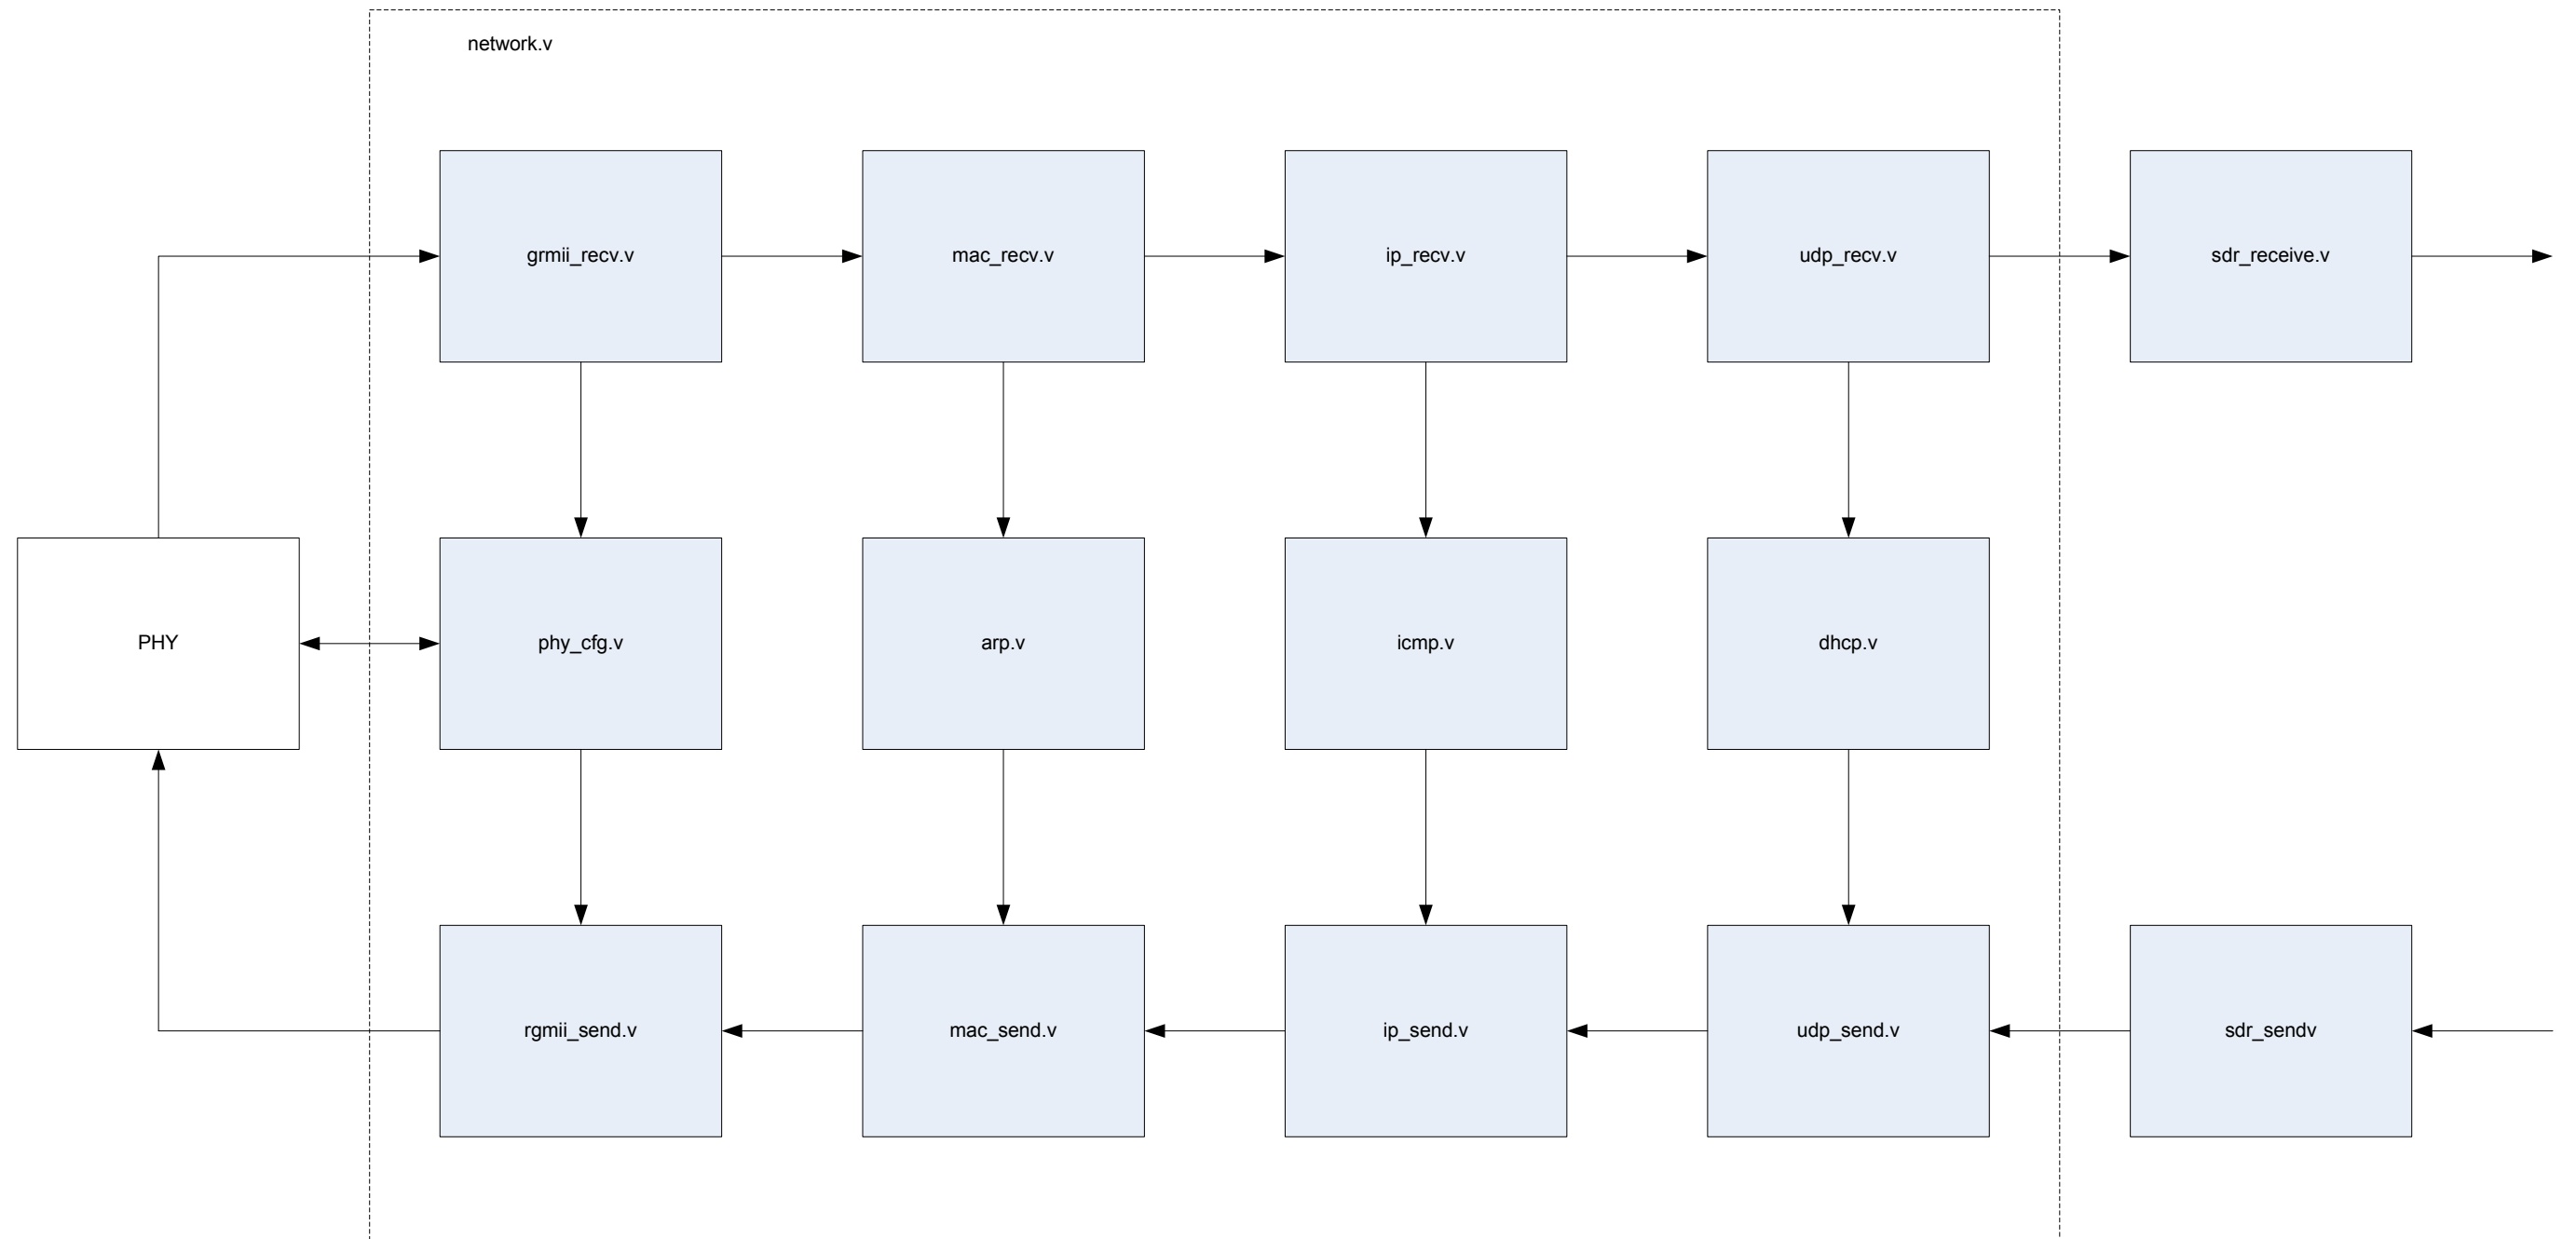 network.v
grmii_recv.v
mac_recv.v
ip_recv.v
udp_recv.v
sdr_receive.v
PHY
phy_cfg.v
arp.v
icmp.v
dhcp.v
rgmii_send.v
mac_send.v
ip_send.v
udp_send.v
sdr_sendv